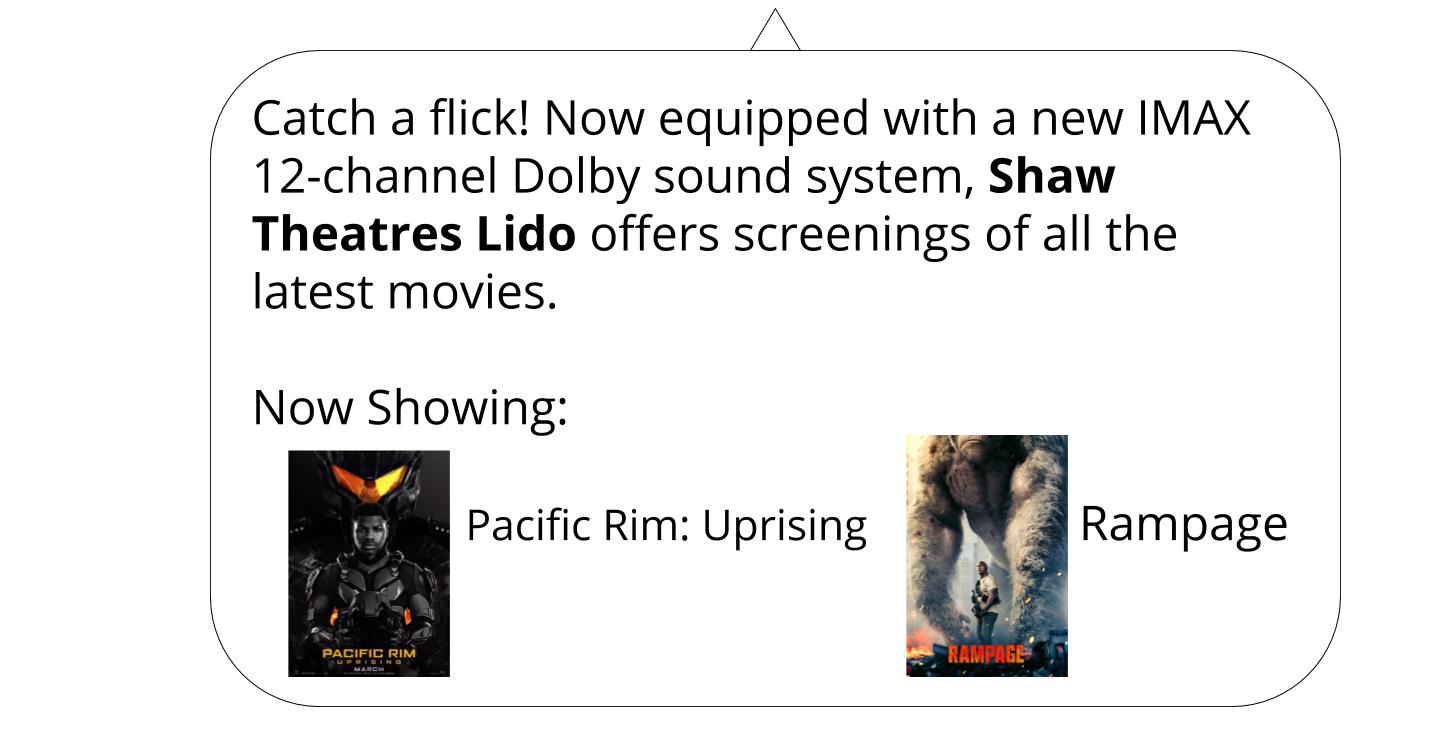 Catch a flick! Now equipped with a new IMAX
12-channel Dolby sound system, Shaw
Theatres Lido offers screenings of all the
latest movies.
Now Showing:
Pacific Rim: Uprising
Rampage
PACIFIC RIM
UPRISING
MARCH
RAMPAGE